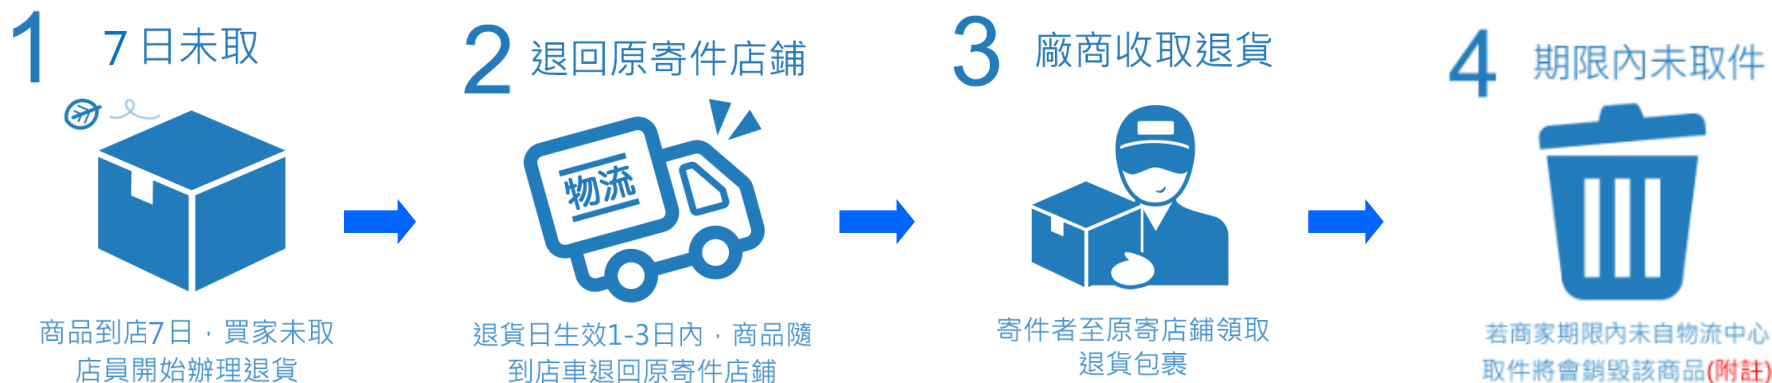 1 7日未取
商品到店7日，買家未取
店員開始辦理退貨
2 退回原寄件店鋪
物流
退貨日生效1-3日內，商品隨
到店車退回原寄件店鋪
3 廠商收取退貨
寄件者至原寄店鋪領取
退貨包裹
4 期限內未取件
若商家期限內未自物流中心
取件將會銷毀該商品(附註)